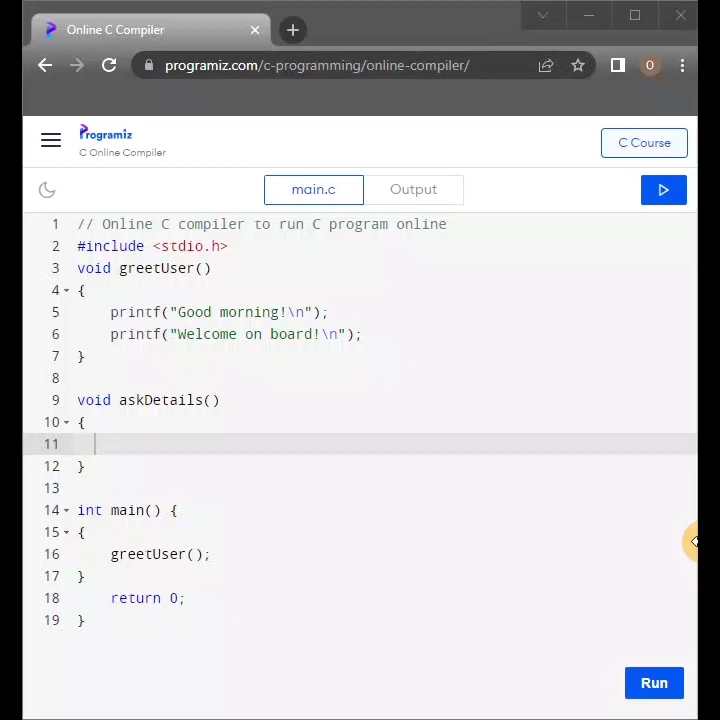 Online C Compiler
programiz.com/c-programming/online-compiler/
O
Programiz
C Online Compiler
C Course
main.c
Output
1 // Online C compiler to run C program online
2 #include <stdio.h>
3 void greetUser()
4 {
5 printf("Good morning!\n");
6 printf("Welcome on board!\n");
7 }
8
9 void askDetails()
10 {
11
12 }
13
14 int main() {
15 {
16 greetUser();
17 }
18 return 0;
19 }
Run